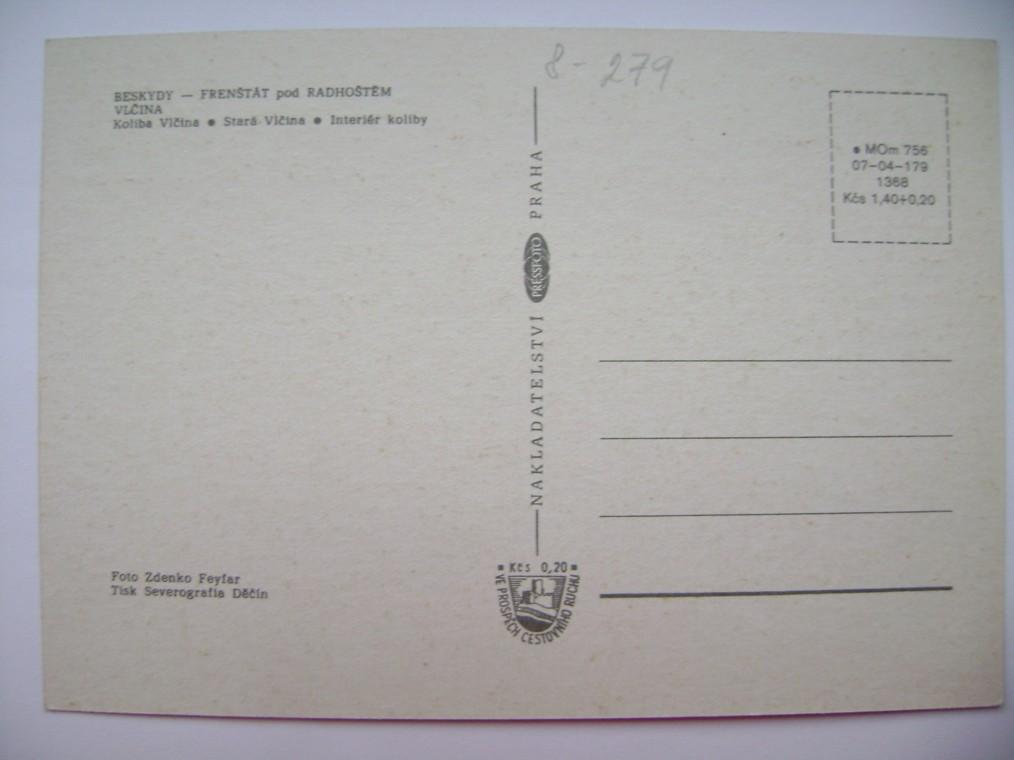 8- 279
BESKYDY — FRENŠTÁT pod RADHOŠTĚM
VLČINA
Koliba Vlčina ● Stará Vlčina ● Interiér koliby
● MOm 756
07-04-179
1368
Kčs 1,40+0,20
NAKLADATELSTVI PRESSFOTO PRAHA
Foto Zdenko Feyfar
Tisk Severografia Děčín
▪ Kčs 0,20 ▪
VE PROSPĚCH CESTOVNÍHO RUCHU